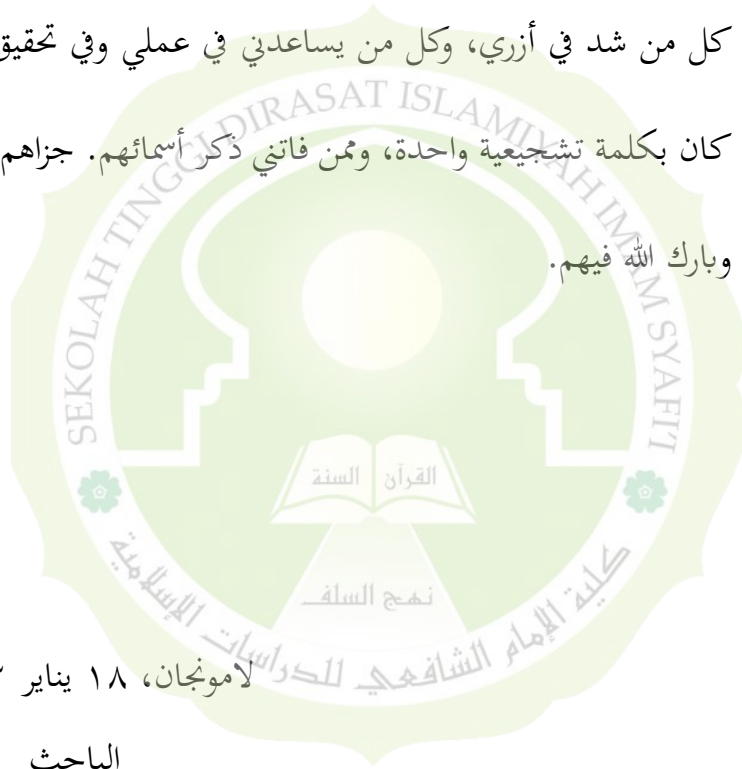 كل من شد في أزري، وكل من يساعدني في عملي وفي تحقيق
كان بكلمة تشجيعية واحدة، وممن فاتني ذكر أسمائهم. جزاهم
وبارك الله فيهم.
SEKOLAH TINGGI DIRASAT ISLAMIYAH IMAM SYAFI'I
القرآن السنة
نهج السلف
كلية الإمام الشافعي للدراسات الإسلامية
لامونجان، ١٨ يناير
الباحث